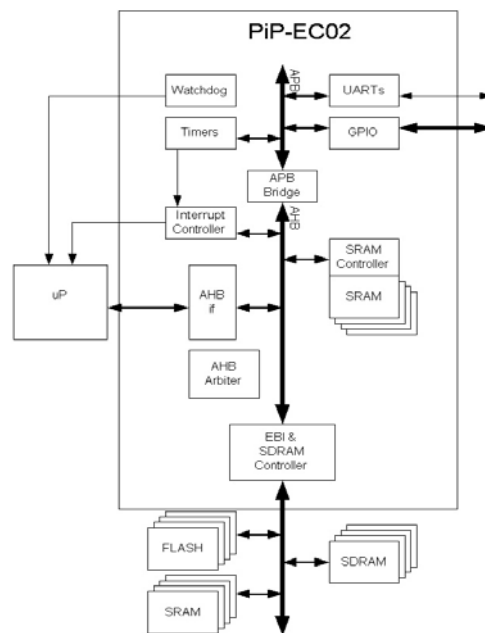 PiP-EC02
APB
Watchdog
UARTs
Timers
GPIO
APB
Bridge
AHB
Interrupt
Controller
SRAM
Controller
SRAM
uP
AHB
if
AHB
Arbiter
EBI &
SDRAM
Controller
FLASH
SDRAM
SRAM